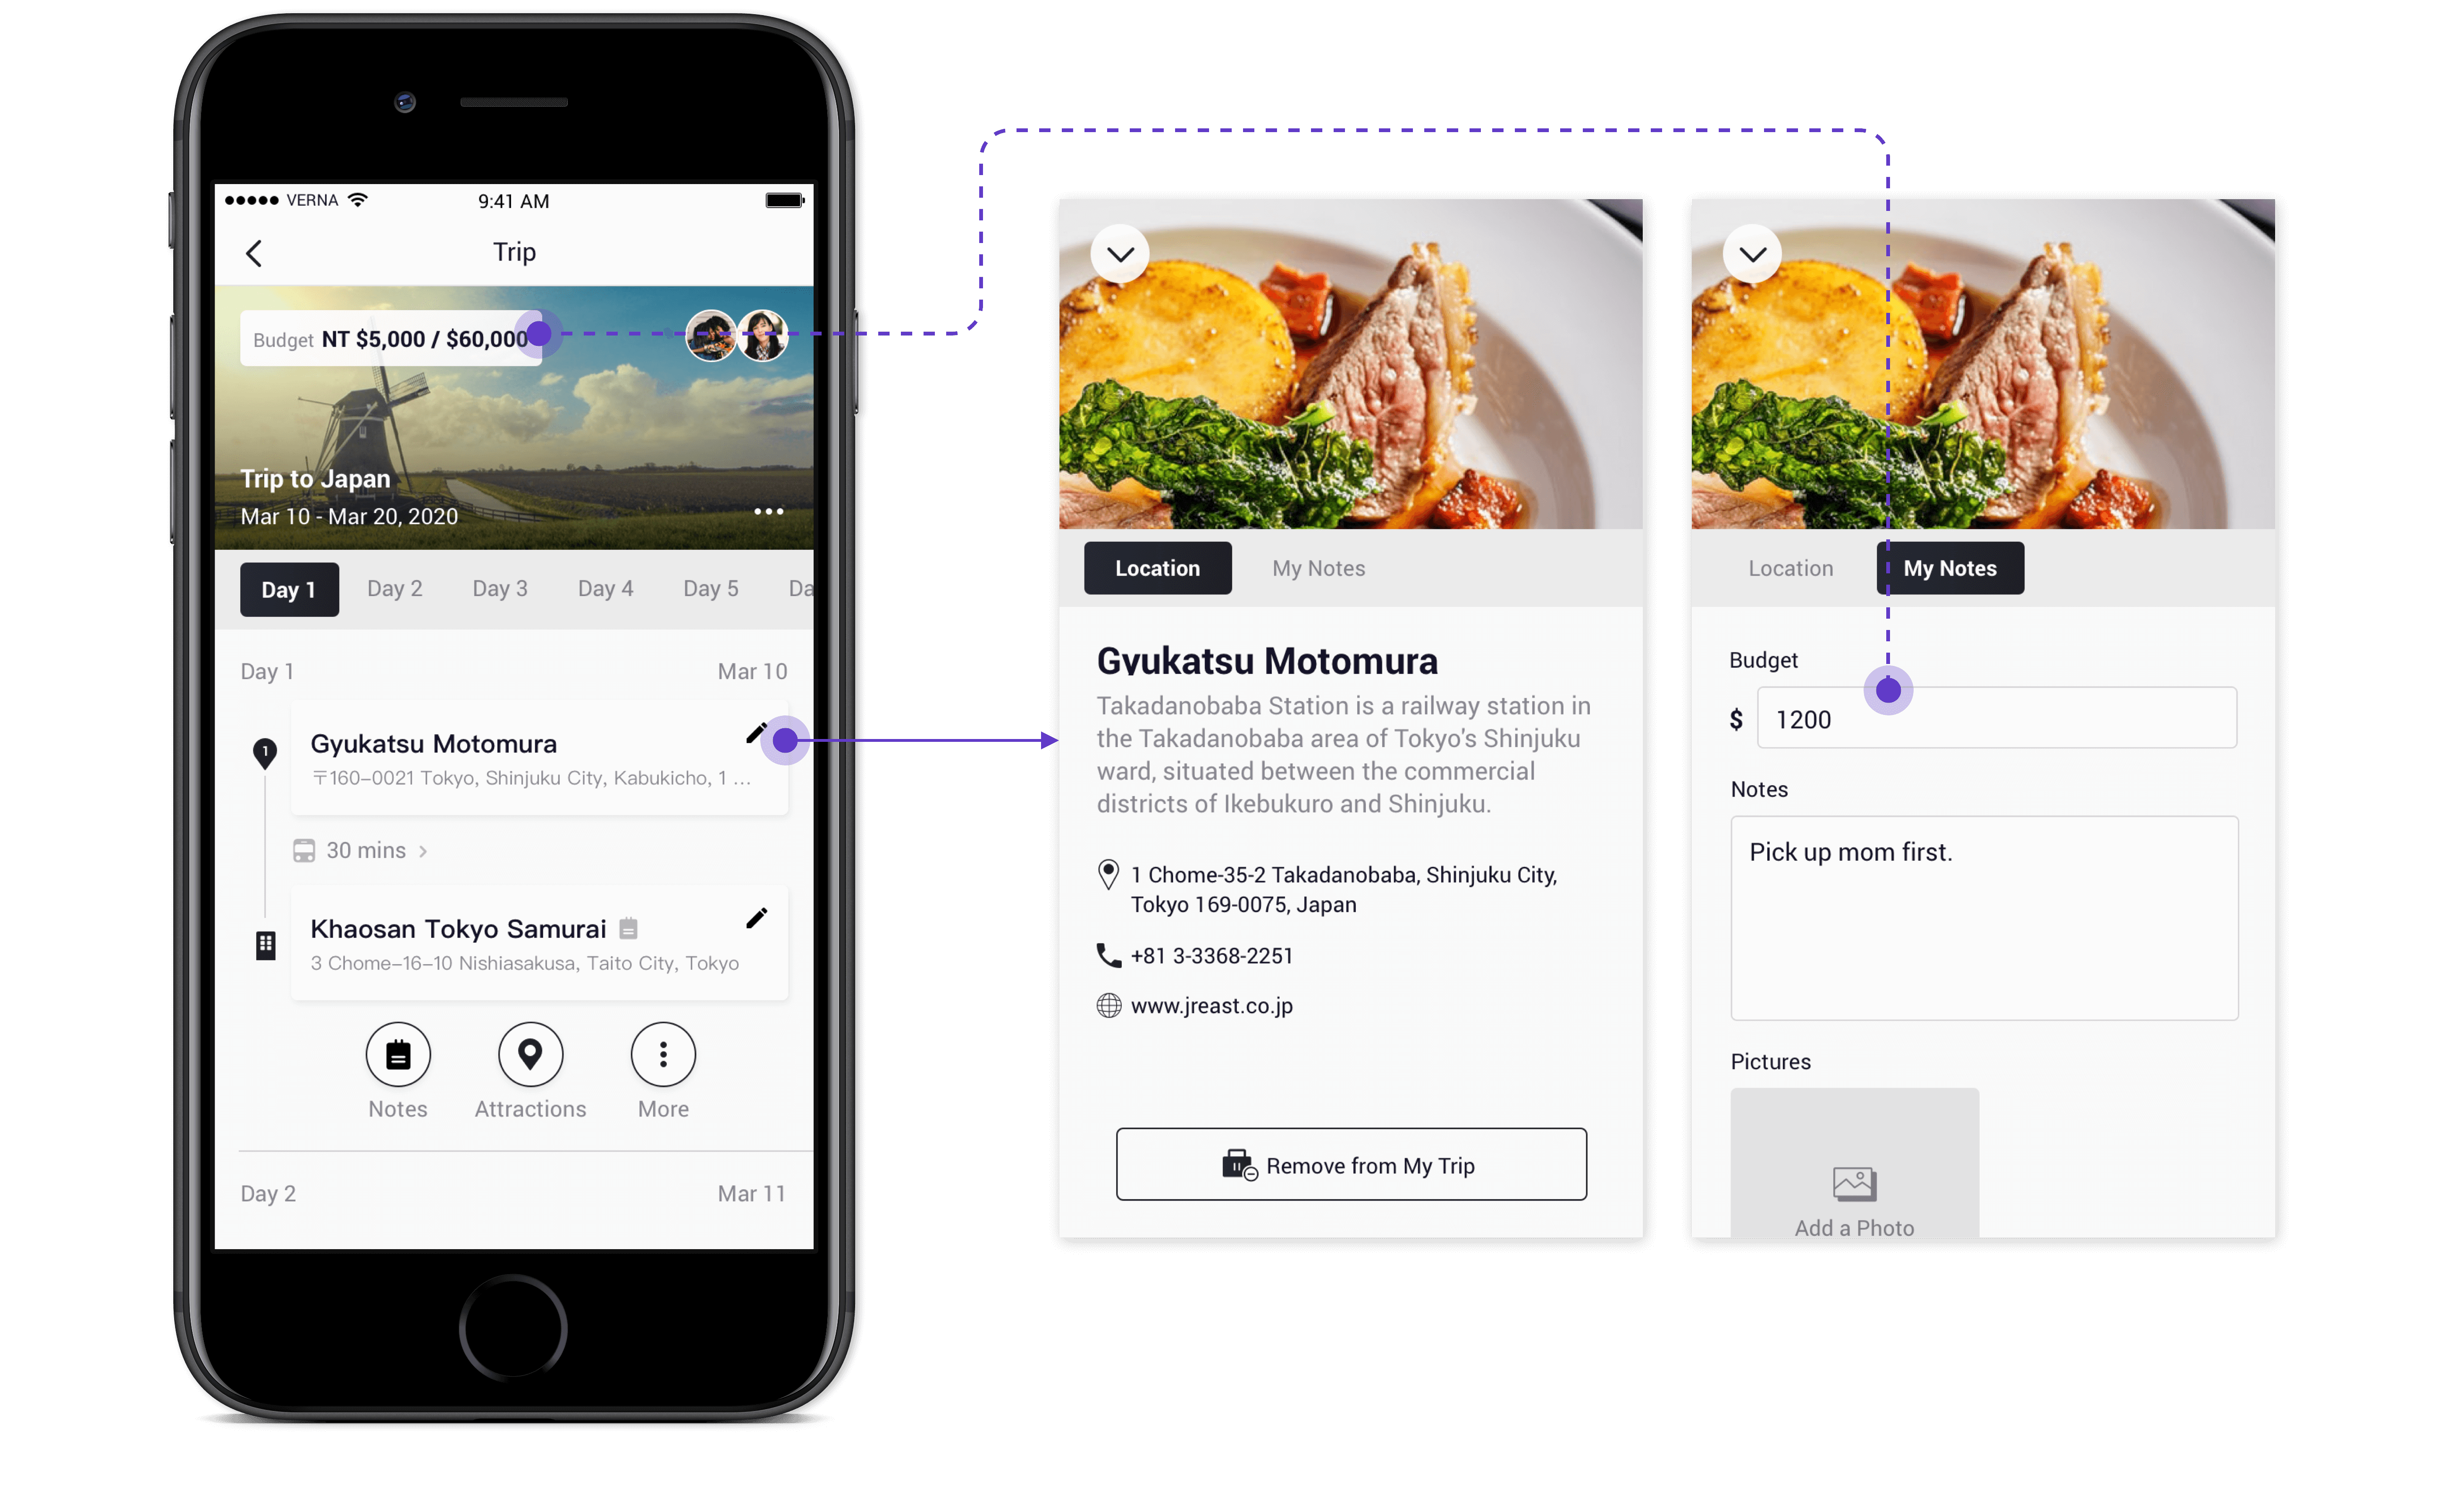 VERNA
9:41 AM
Trip
Budget NT $5,000 / $60,000
Trip to Japan
Mar 10 - Mar 20, 2020
Day 1
Day 2
Day 3
Day 4
Day 5
Da
Day 1
Mar 10
1
Gyukatsu Motomura
〒160-0021 Tokyo, Shinjuku City, Kabukicho, 1 ...
30 mins
Khaosan Tokyo Samurai
3 Chome-16-10 Nishiasakusa, Taito City, Tokyo
Notes
Attractions
More
Day 2
Mar 11
Location
My Notes
Gyukatsu Motomura
Takadanobaba Station is a railway station in
the Takadanobaba area of Tokyo's Shinjuku
ward, situated between the commercial
districts of Ikebukuro and Shinjuku.
1 Chome-35-2 Takadanobaba, Shinjuku City,
Tokyo 169-0075, Japan
+81 3-3368-2251
www.jreast.co.jp
Remove from My Trip
Location
My Notes
Budget
$ 1200
Notes
Pick up mom first.
Pictures
Add a Photo